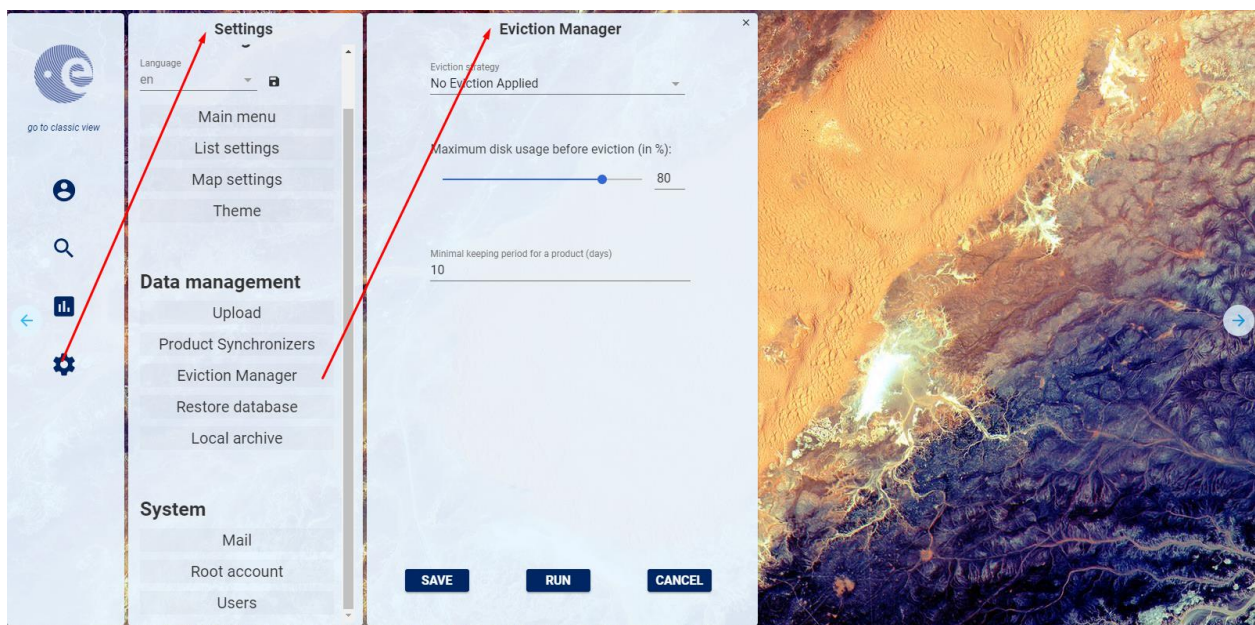 go to classic view
Settings
Language
en
Main menu
List settings
Map settings
Theme
Data management
Upload
Product Synchronizers
Eviction Manager
Restore database
Local archive
System
Mail
Root account
Users
Eviction Manager
×
Eviction strategy
No Eviction Applied
Maximum disk usage before eviction (in %):
80
Minimal keeping period for a product (days)
10
SAVE
RUN
CANCEL